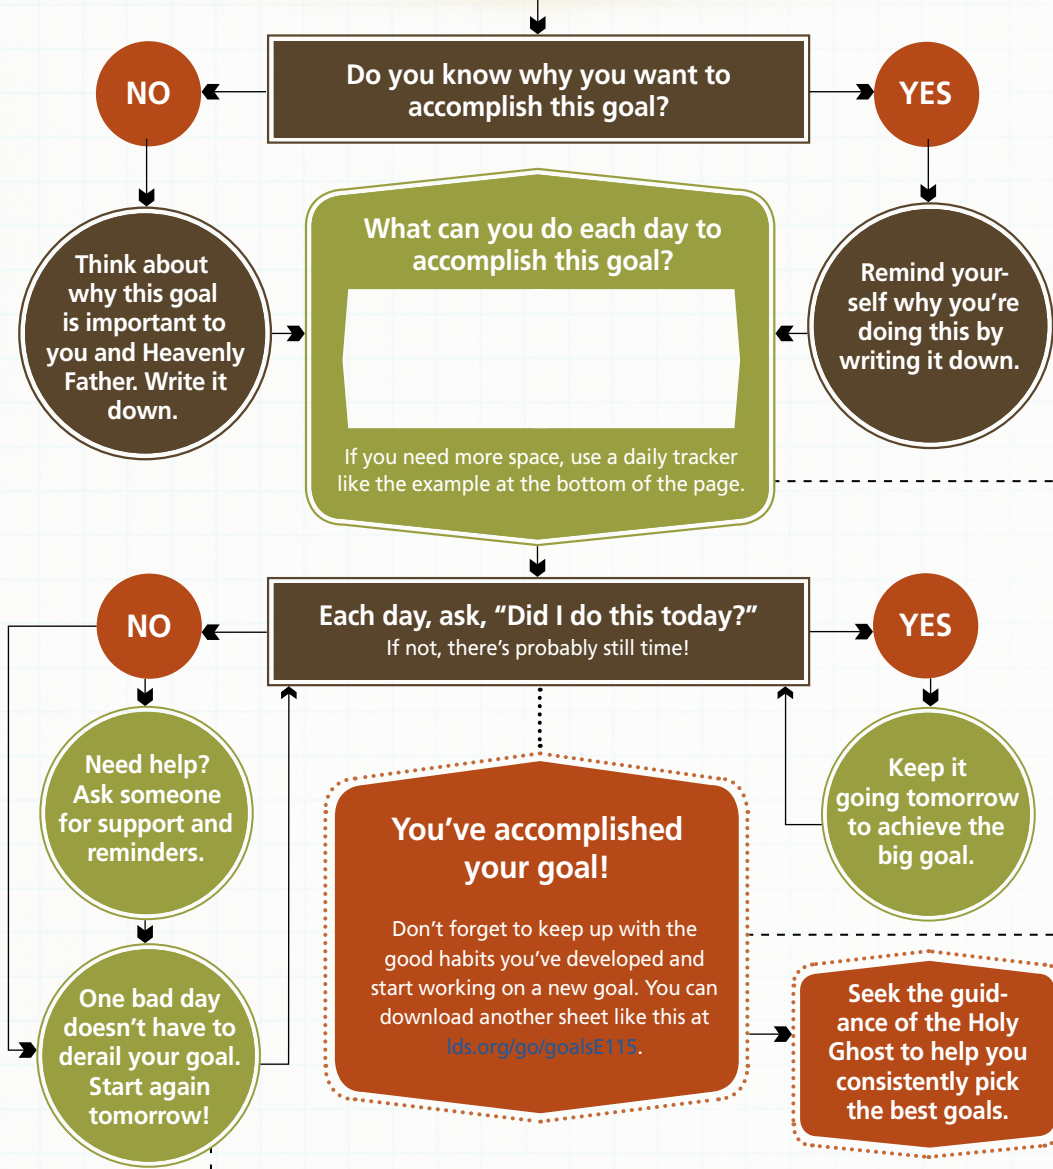 Do you know why you want to
accomplish this goal?
NO
YES
Think about
why this goal
is important to
you and Heavenly
Father. Write it
down.
What can you do each day to
accomplish this goal?
If you need more space, use a daily tracker
like the example at the bottom of the page.
Remind your-
self why you're
doing this by
writing it down.
Each day, ask, “Did I do this today?”
If not, there's probably still time!
NO
YES
Need help?
Ask someone
for support and
reminders.
One bad day
doesn't have to
derail your goal.
Start again
tomorrow!
You've accomplished
your goal!
Don't forget to keep up with the
good habits you've developed and
start working on a new goal. You can
download another sheet like this at
lds.org/go/goalsE115.
Keep it
going tomorrow
to achieve the
big goal.
Seek the guid-
ance of the Holy
Ghost to help you
consistently pick
the best goals.